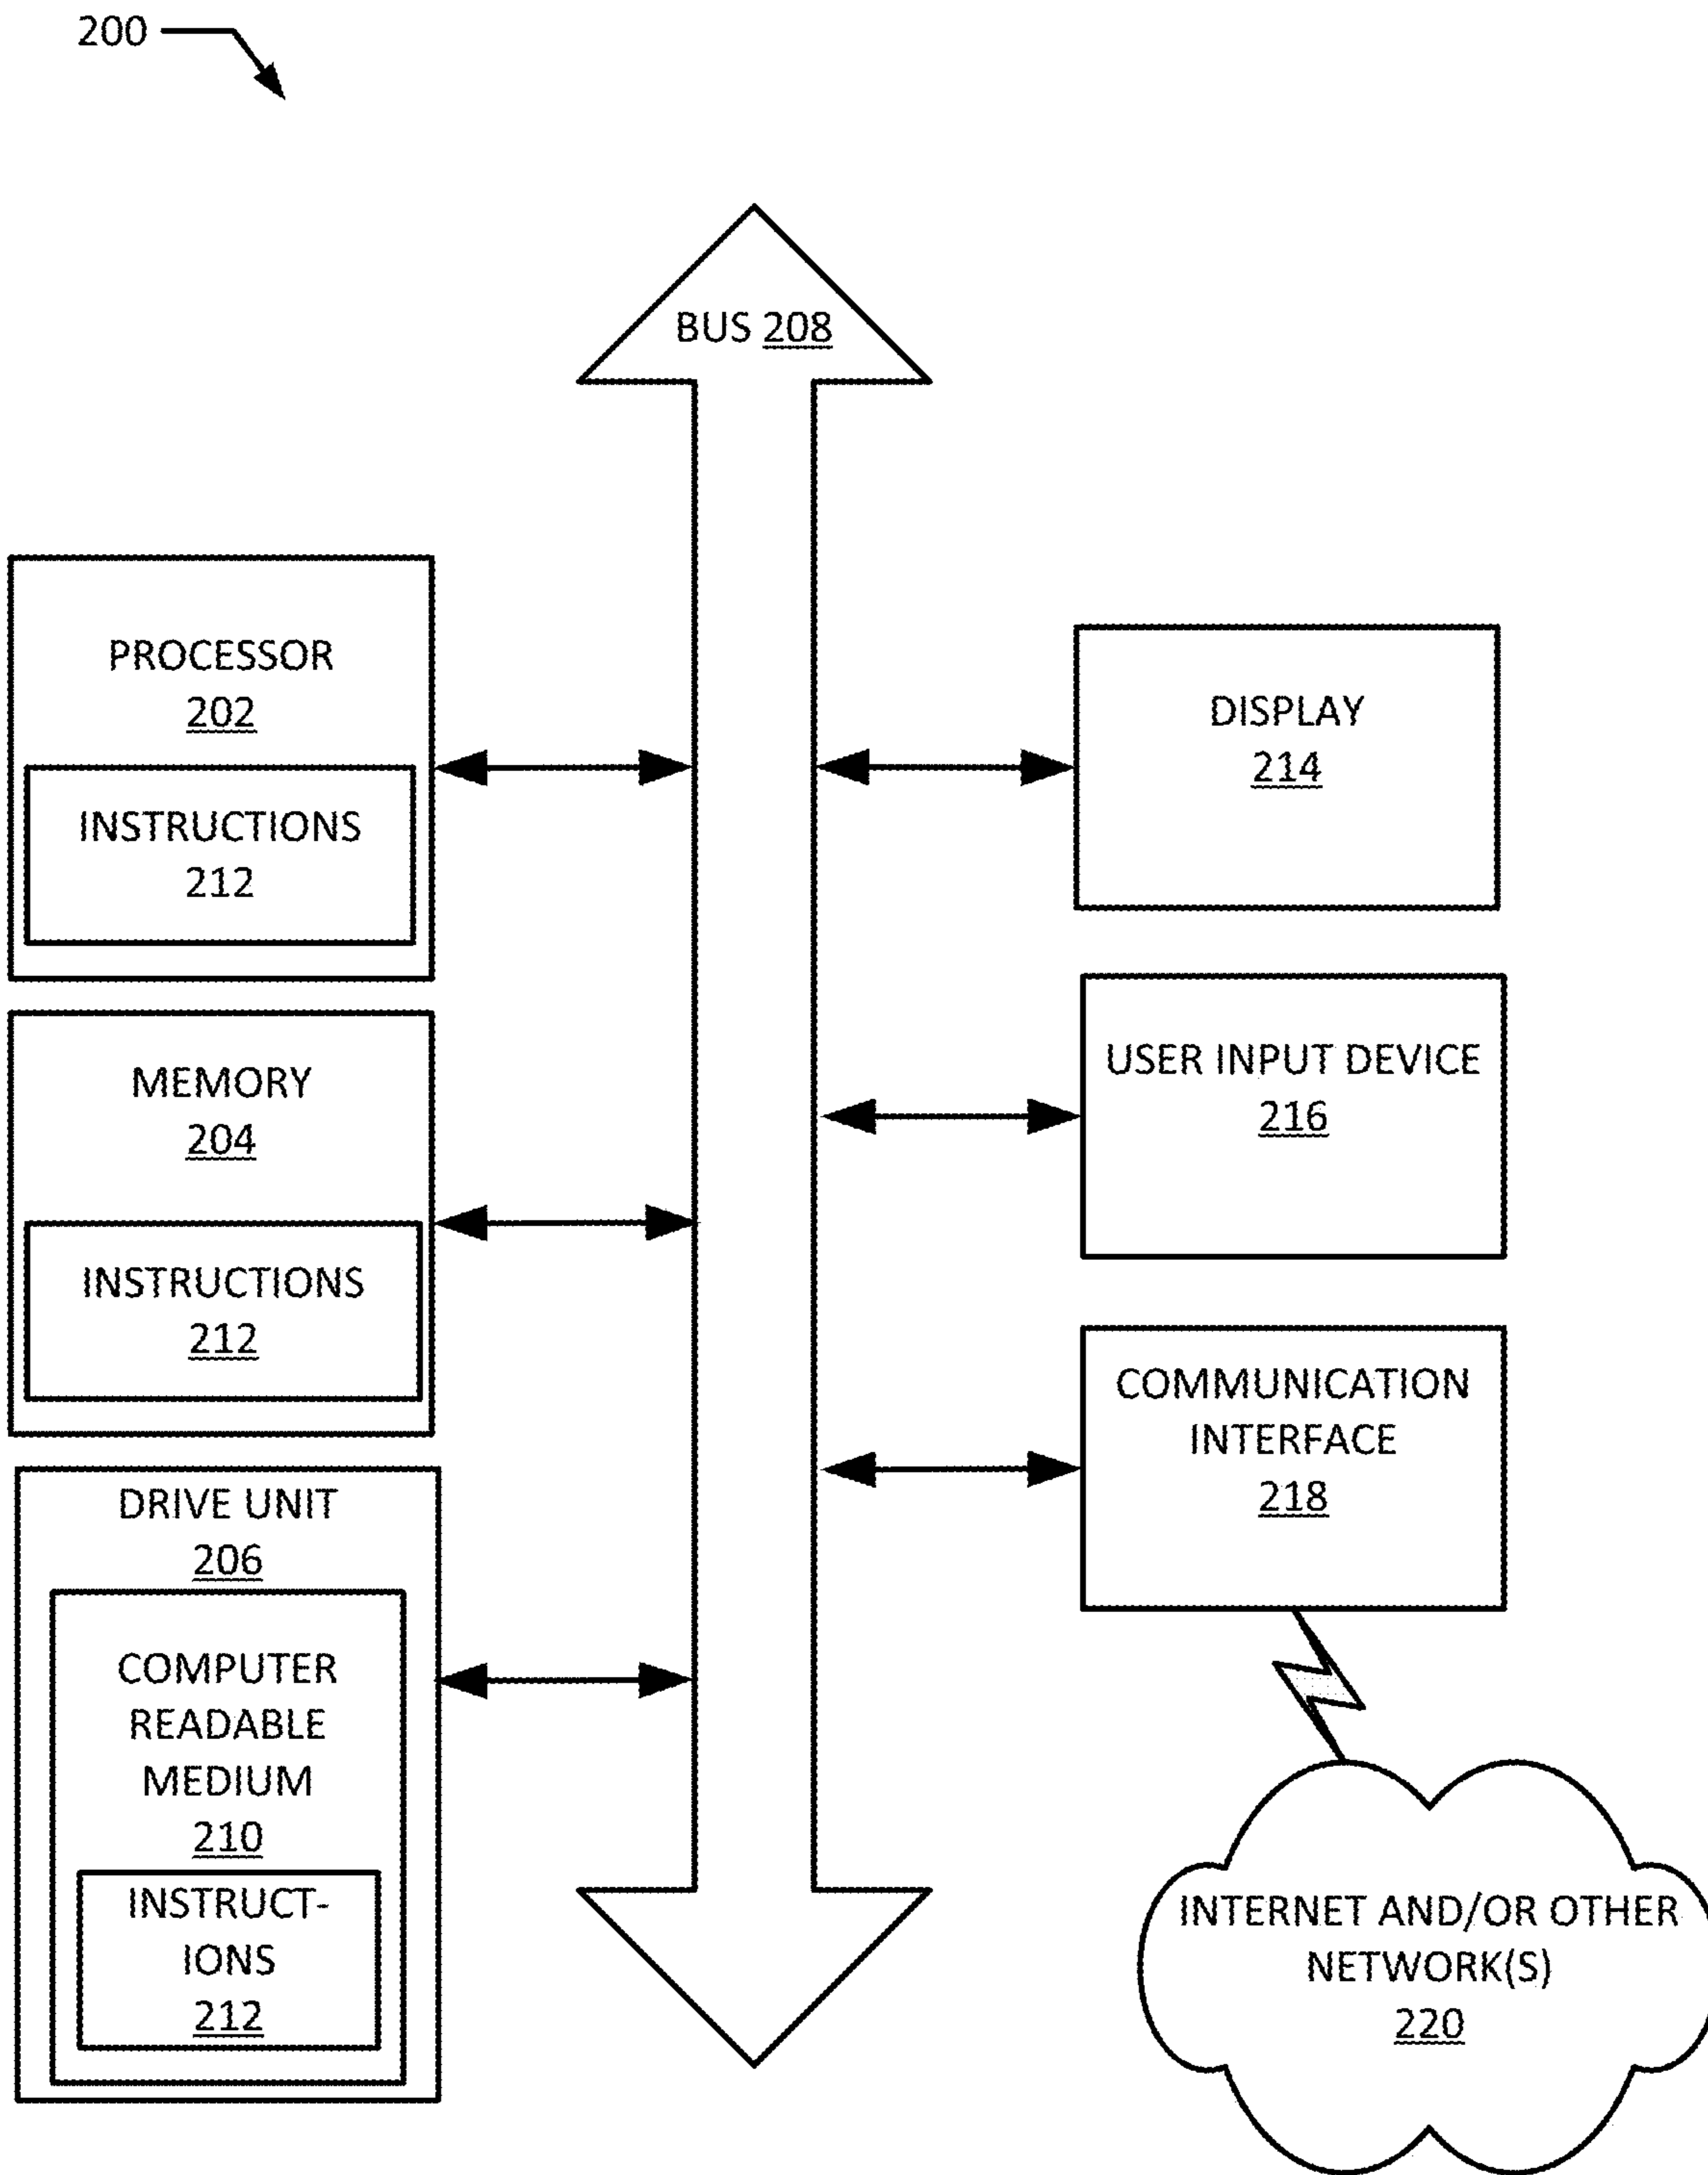 200
BUS 208
PROCESSOR
202
INSTRUCTIONS
212
MEMORY
204
INSTRUCTIONS
212
DRIVE UNIT
206
COMPUTER
READABLE
MEDIUM
210
INSTRUCT-
IONS
212
DISPLAY
214
USER INPUT DEVICE
216
COMMUNICATION
INTERFACE
218
INTERNET AND/OR OTHER
NETWORK(S)
220